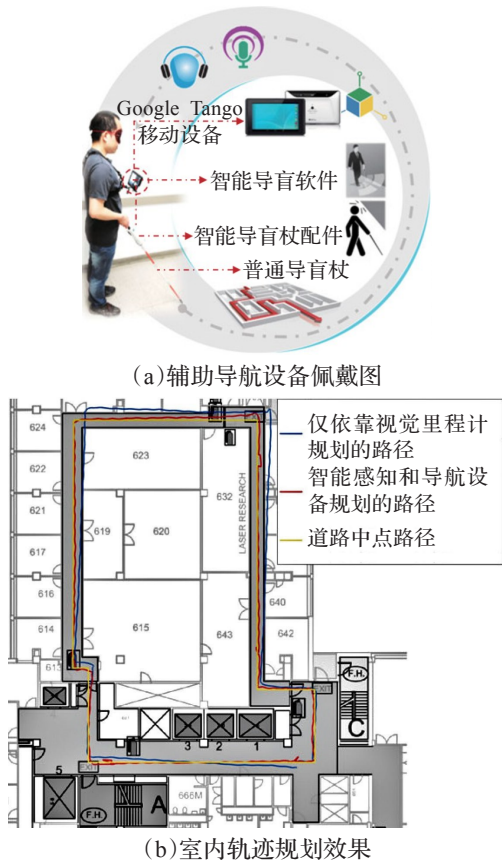 Google Tango
移动设备
智能导盲软件
智能导盲杖配件
普通导盲杖
(a)辅助导航设备佩戴图
仅依靠视觉里程计
规划的路径
智能感知和导航设
备规划的路径
道路中点路径
624
623
622
632
LASER RESEARCH
621
619
620
617
616
640
615
614
643
642
613
EXIT
F.H.
C
3
2
1
EXIT
5
A
665M
F.H.
(b)室内轨迹规划效果